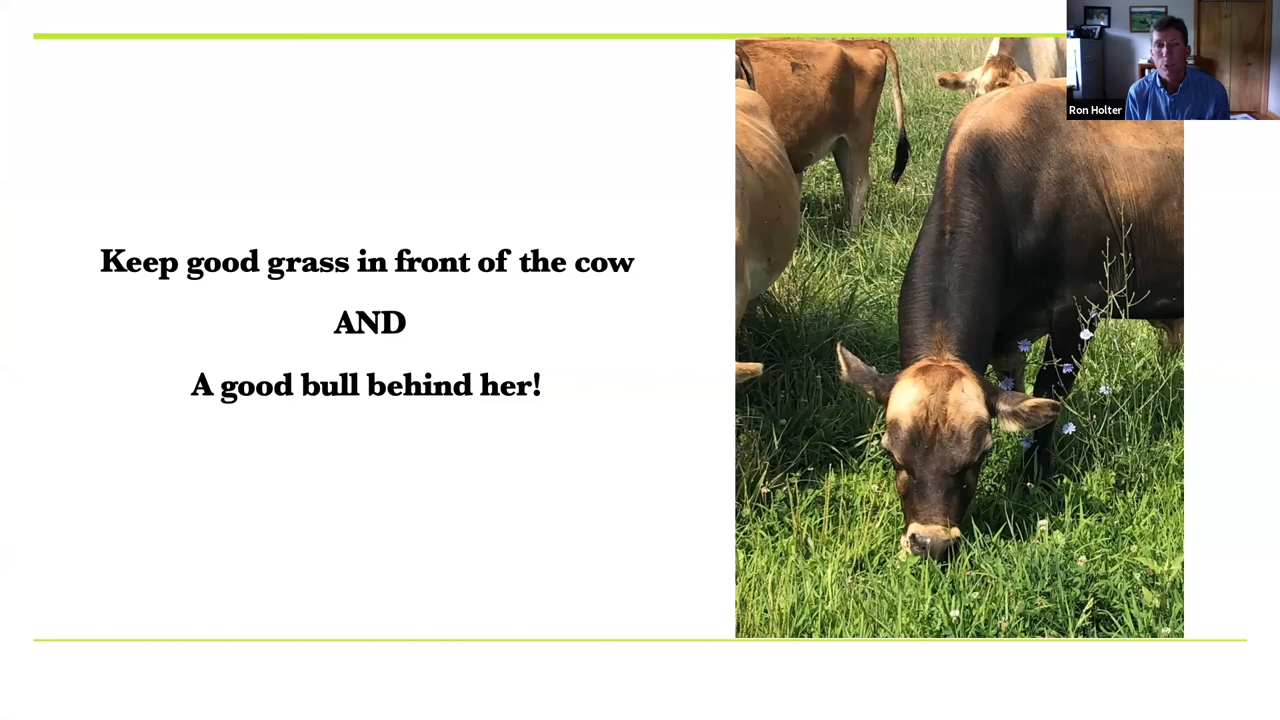 Ron Holter
Keep good grass in front of the cow
AND
A good bull behind her!